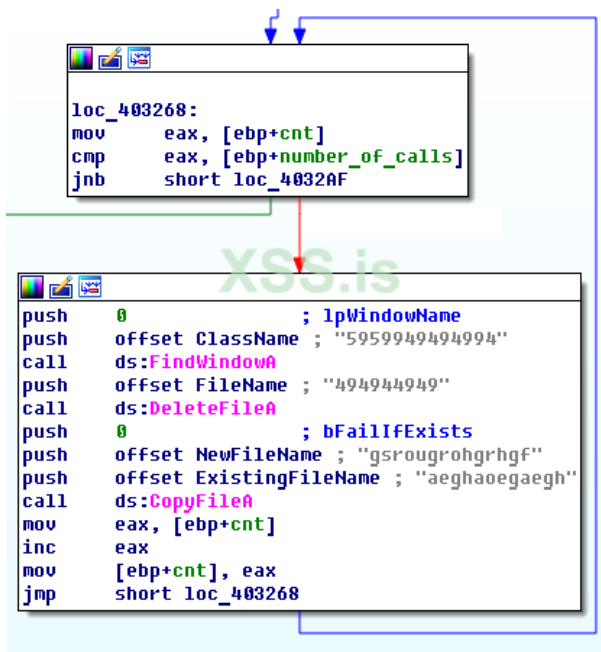 loc_403268:
mov eax, [ebp+cnt]
cmp eax, [ebp+number_of_calls]
jnb short loc_4032AF
XSS.is
push 0 ; lpWindowName
push offset ClassName ; "5959949494994"
call ds:FindWindowA
push offset FileName ; "494944949"
call ds:DeleteFileA
push 0 ; bFailIfExists
push offset NewFileName ; "gsrougrohgrhgf"
push offset ExistingFileName ; "aeghaoegaegh"
call ds:CopyFileA
mov eax, [ebp+cnt]
inc eax
mov [ebp+cnt], eax
jmp short loc_403268